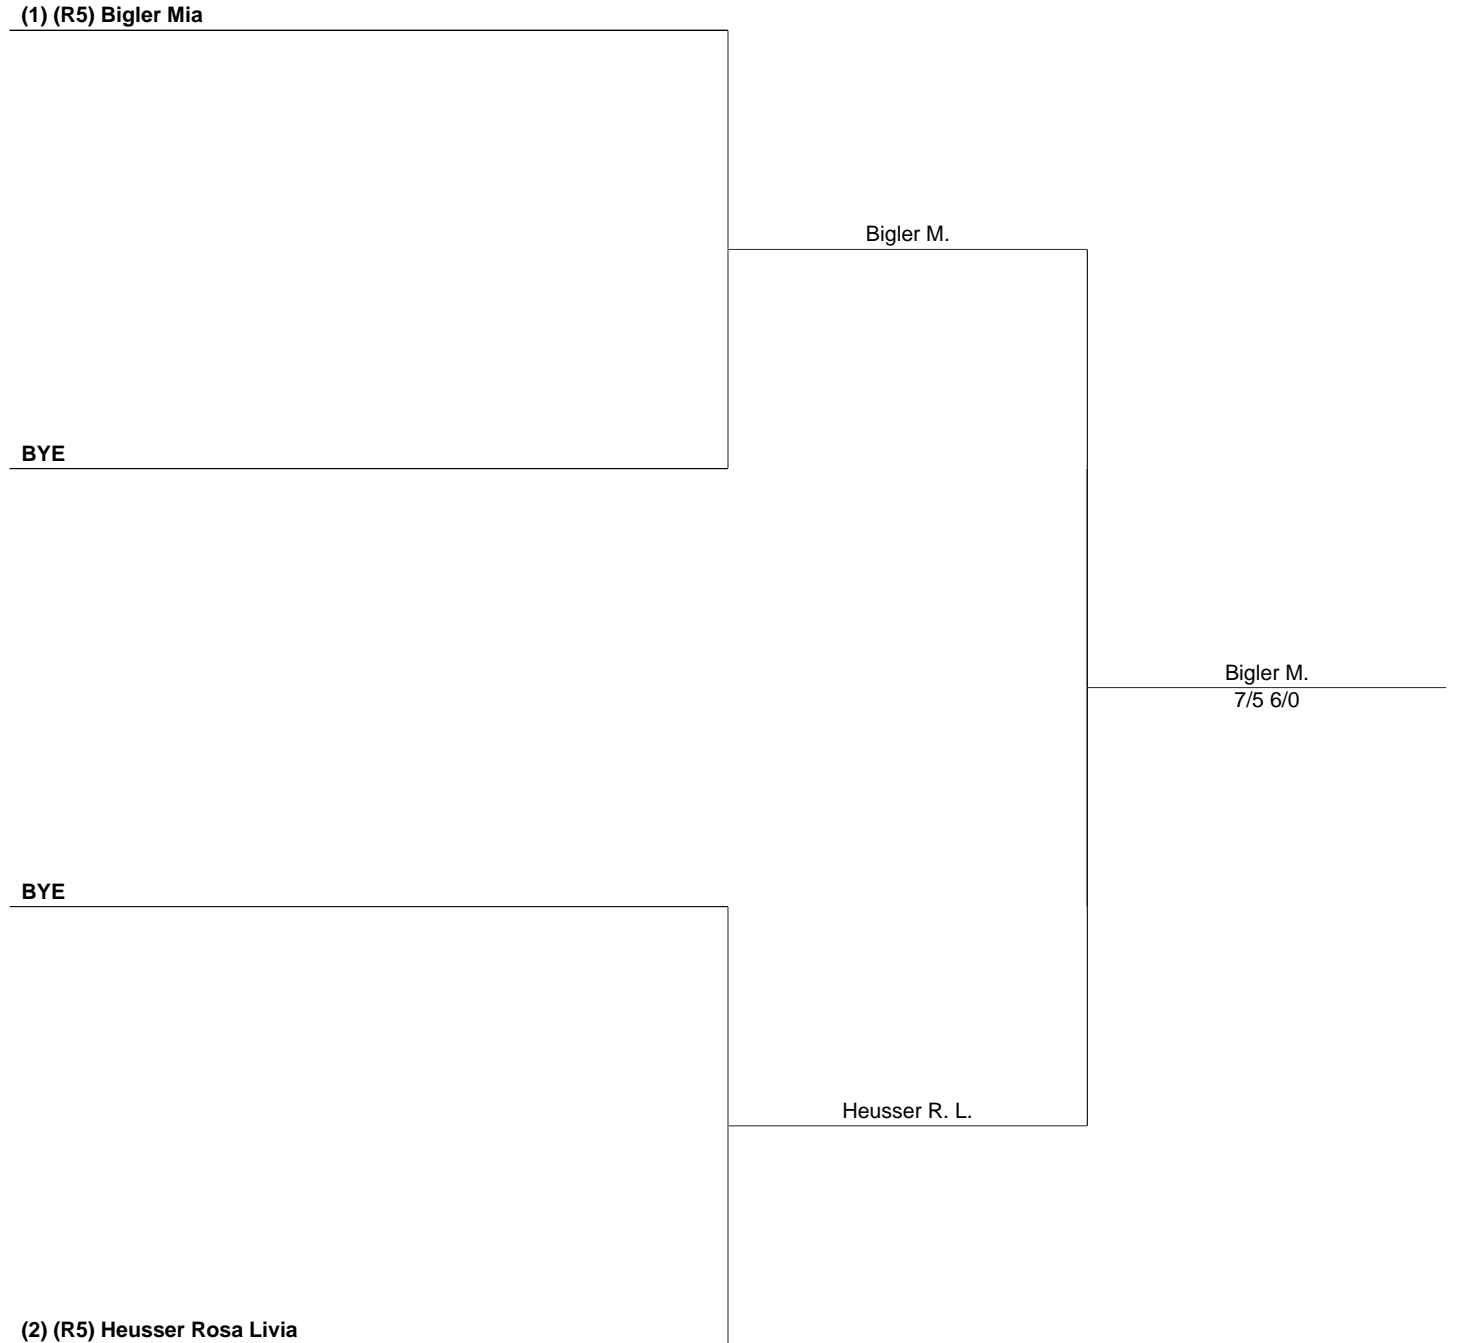 (1) (R5) Bigler Mia
Bigler M.
BYE
Bigler M.
7/5 6/0
BYE
Heusser R. L.
(2) (R5) Heusser Rosa Livia